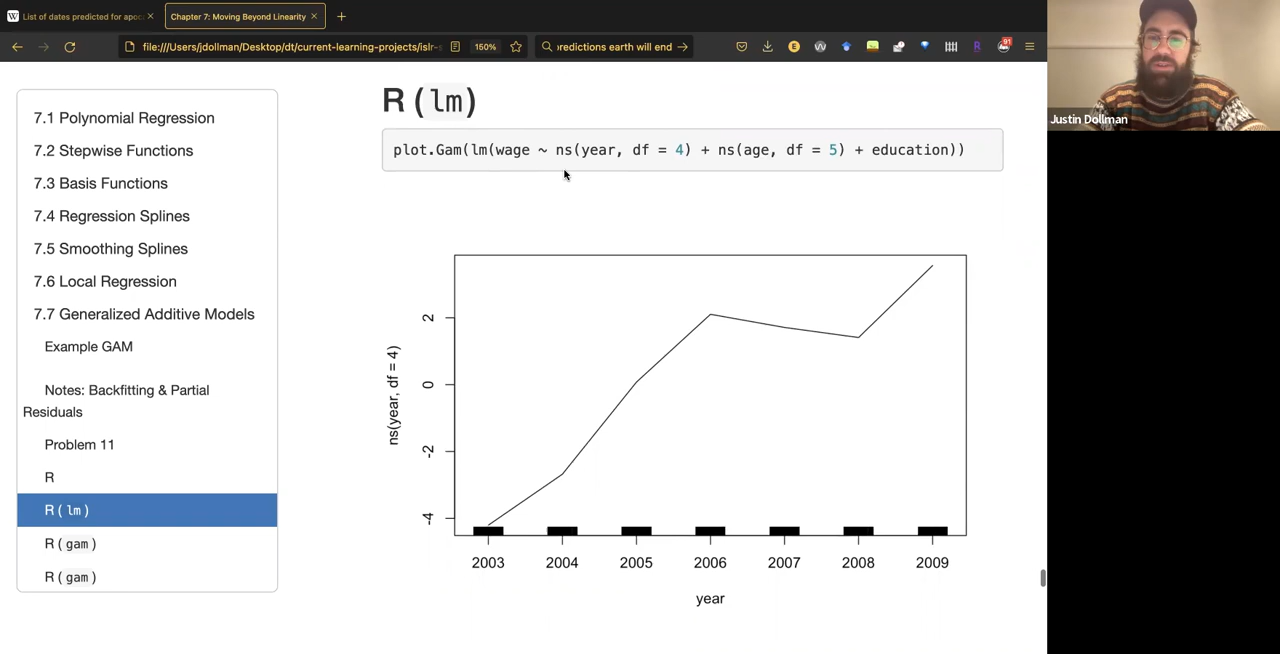 List of dates predicted for apoc
Chapter 7: Moving Beyond Linearity
file:///Users/jdollman/Desktop/dt/current-learning-projects/islr-s
150%
redictions earth will end
91
7.1 Polynomial Regression
7.2 Stepwise Functions
7.3 Basis Functions
7.4 Regression Splines
7.5 Smoothing Splines
7.6 Local Regression
7.7 Generalized Additive Models
Example GAM
Notes: Backfitting & Partial
Residuals
Problem 11
R
R (lm)
R (gam)
R (gam)
R (lm)
plot.Gam(lm(wage ~ ns(year, df = 4) + ns(age, df = 5) + education))
ns(year, df = 4)
2
0
-2
-4
2003 2004 2005 2006 2007 2008 2009
year
Justin Dollman